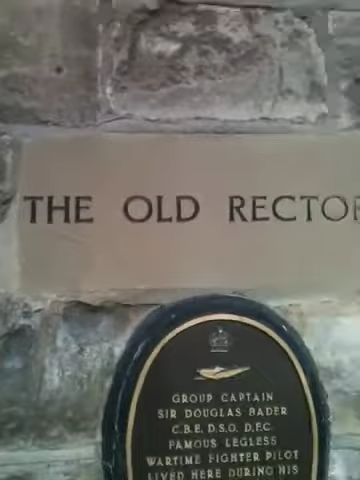 THE OLD RECTOR
GROUP CAPTAIN
SIR DOUGLAS BADER
C.B.E. D.S.O. D.F.C.
FAMOUS LEGLESS
WARTIME FIGHTER PILOT
LIVED HERE DURING HIS